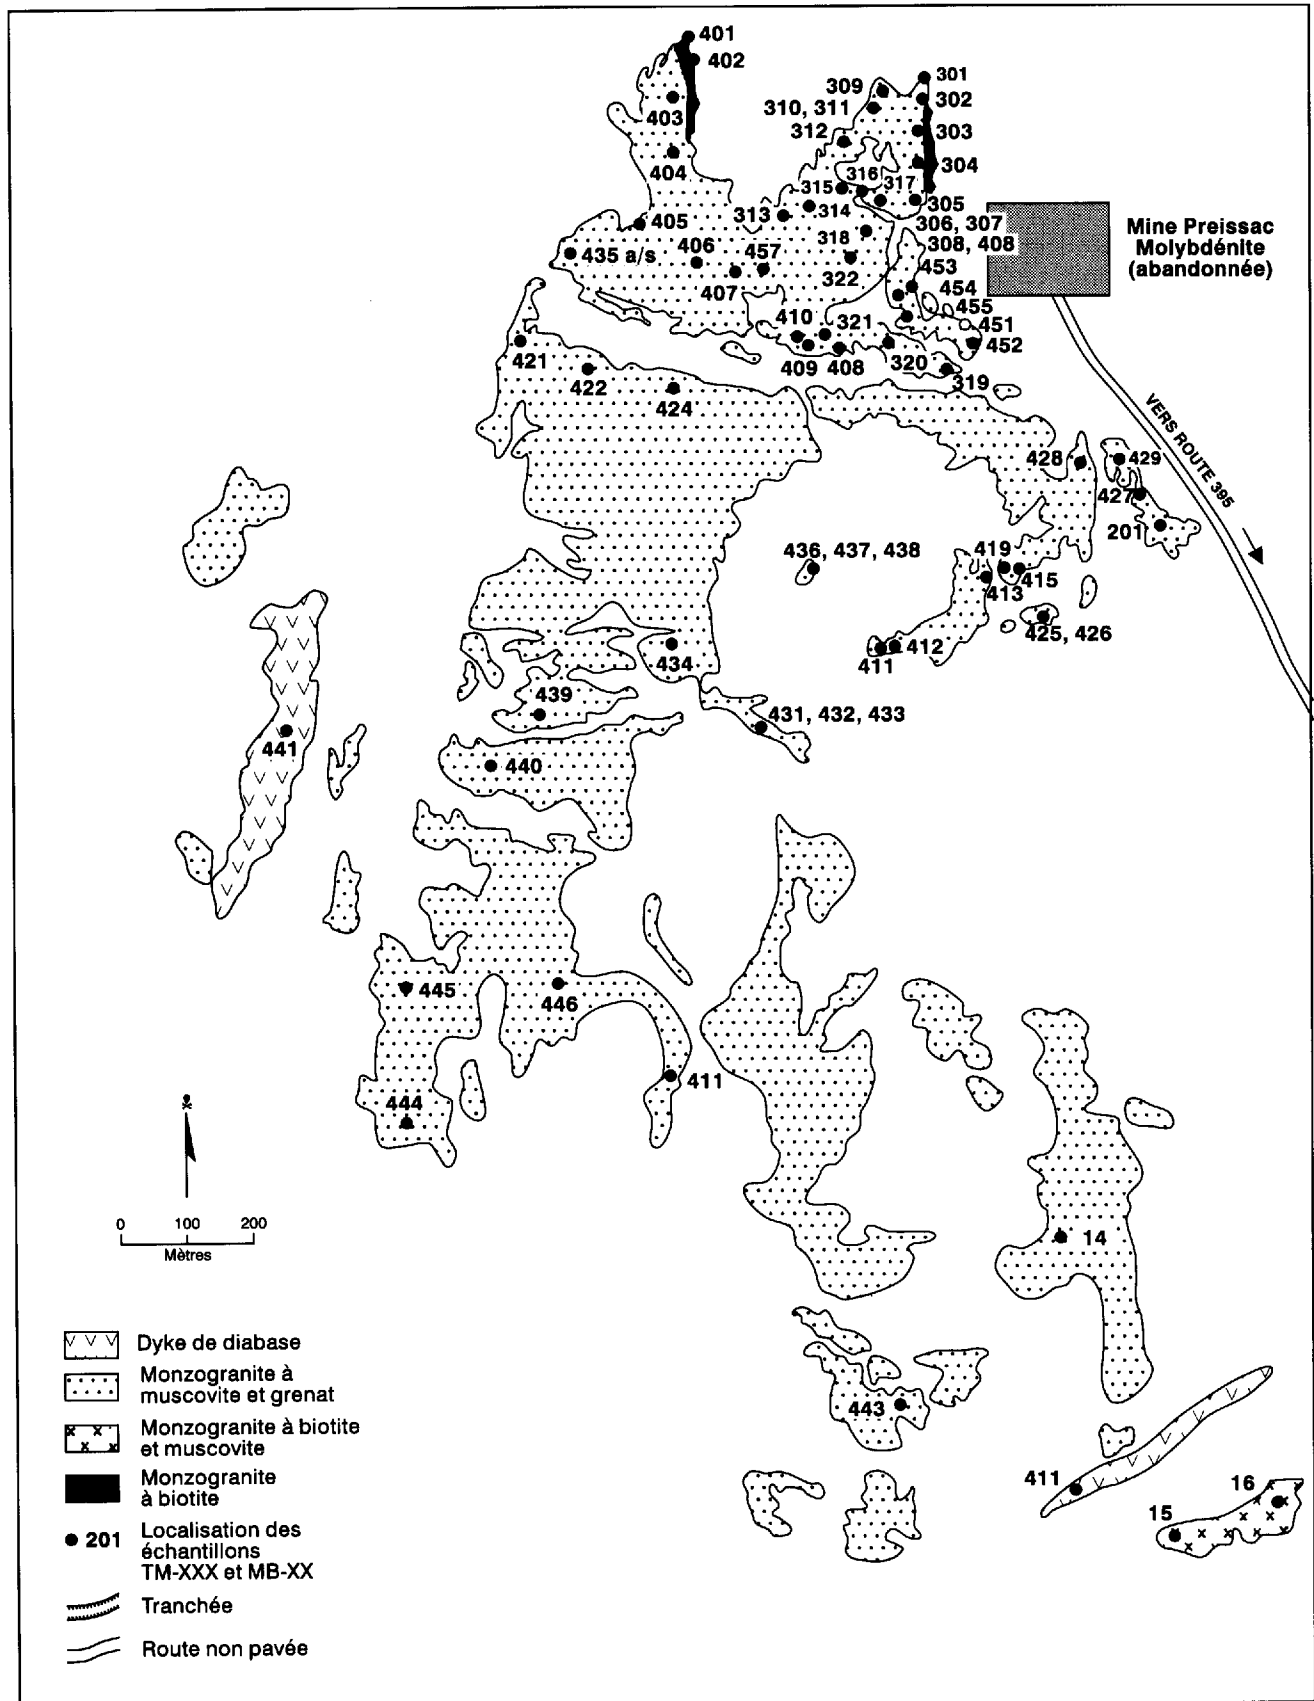 401
402
403
404
309
310, 311
312
301
302
303
304
315
316
317
305
313
314
405
306, 307
308, 408
318
435 a/s
406
457
407
322
453
454
455
451
452
Mine Preissac
Molybdénite
(abandonnée)
410
321
409
408
320
319
421
422
424
VERS ROUTE 395
428
429
427
201
436, 437, 438
419
415
413
425, 426
412
411
434
439
431, 432, 433
441
440
445
446
411
444
14
443
411
16
15
0 100 200
Mètres
Dyke de diabase
Monzogranite à
muscovite et grenat
Monzogranite à biotite
et muscovite
Monzogranite
à biotite
201 Localisation des
échantillons
TM-XXX et MB-XX
Tranchée
Route non pavée